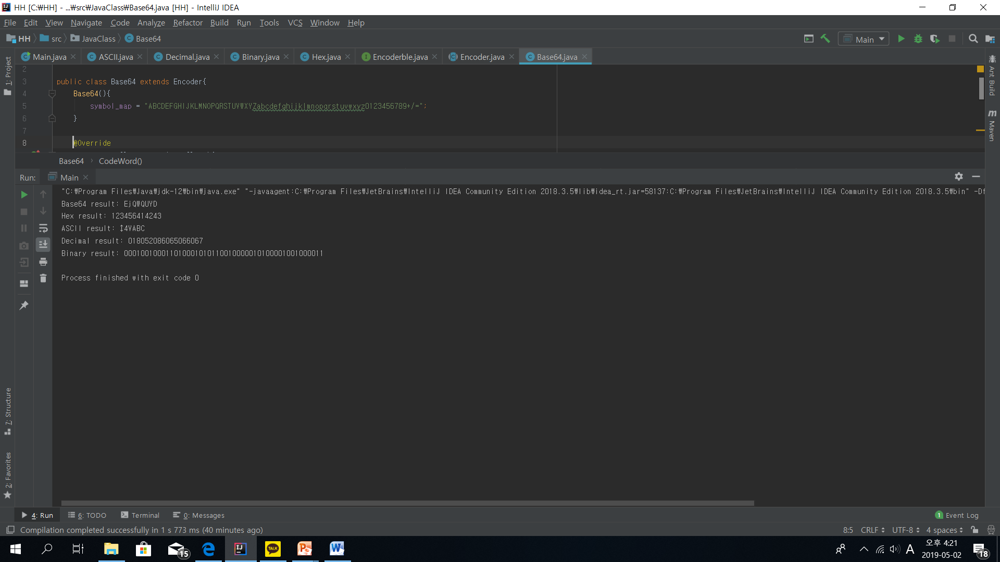 HH [C:₩HH] - ...₩src₩JavaClass₩Base64.java [HH] - IntelliJ IDEA
File Edit View Navigate Code Analyze Refactor Build Run Tools VCS Window Help
HH src JavaClass Base64 Main
Main.java ASCII.java Decimal.java Binary.java Hex.java Encoderble.java Encoder.java Base64.java
1: Project
Ant Build
Maven
2
3 public class Base64 extends Encoder{
4 Base64(){
5 symbol_map = "ABCDEFGHIJKLMNOPQRSTUVWXYZabcdefghijklmnopqrstuvwxyz0123456789+/=";
6 }
7
8 @Override
Base64 CodeWord()
Run: Main
"C:₩Program Files₩Java₩jdk-12₩bin₩java.exe" "-javaagent:C:₩Program Files₩JetBrains₩IntelliJ IDEA Community Edition 2018.3.5₩lib₩idea_rt.jar=58137:C:₩Program Files₩JetBrains₩IntelliJ IDEA Community Edition 2018.3.5₩bin" -Df
Base64 result: EjQWQUYD
Hex result: 123456414243
ASCII result: ↕4VABC
Decimal result: 018052086065066067
Binary result: 000100100011010001010110010000010100001001000011
Process finished with exit code 0
7: Structure
2: Favorites
4: Run 6: TODO Terminal 0: Messages 1 Event Log
Compilation completed successfully in 1 s 773 ms (40 minutes ago) 8:5 CRLF UTF-8 4 spaces
15 TALK A 오후 4:21
2019-05-02 18